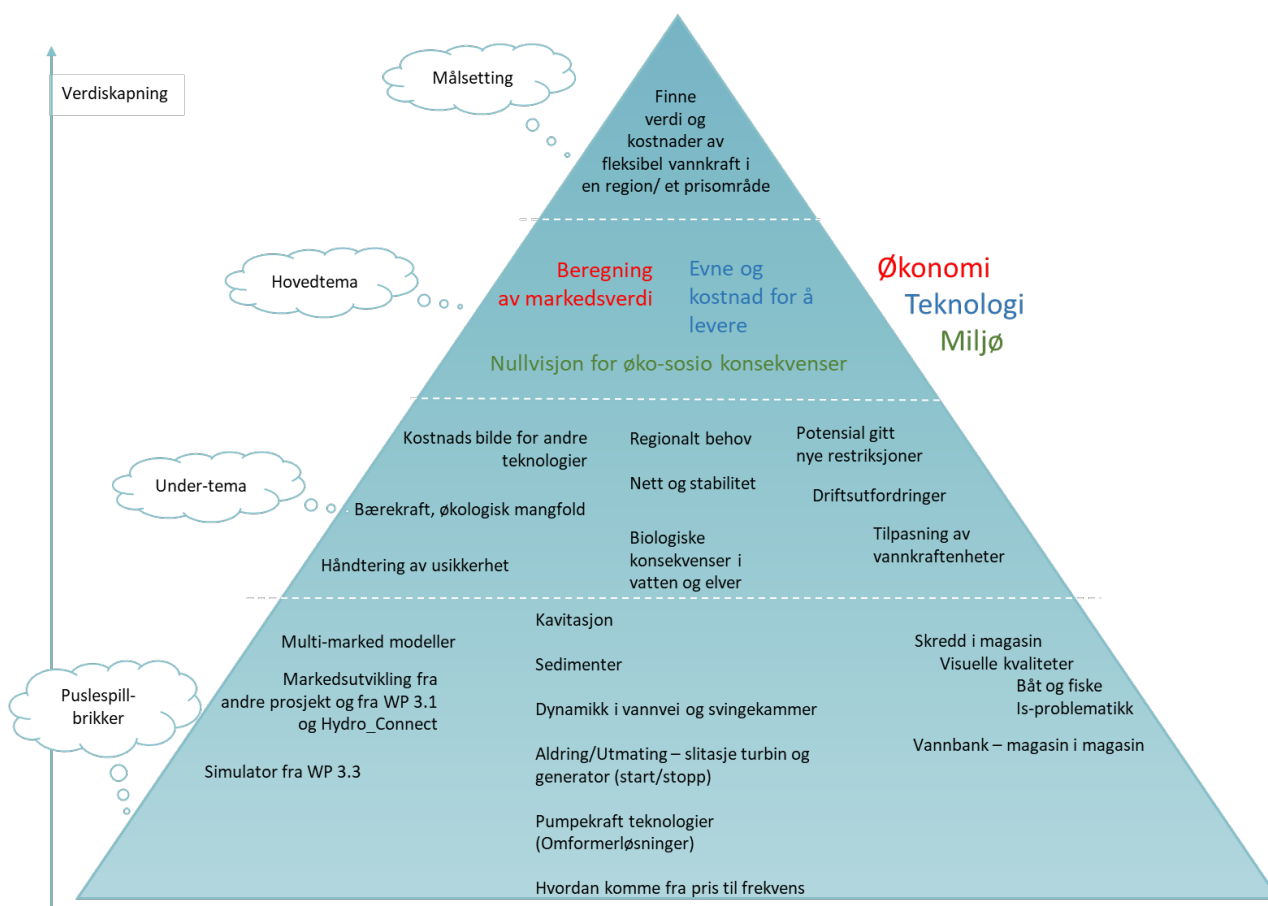 Målsetting
Verdiskapning
Finne
verdi og
kostnader av
fleksibel vannkraft i
en region/ et prisområde
Hovedtema
Beregning
av markedsverdi
Evne og
kostnad for å
levere
Nullvisjon for øko-sosio konsekvenser
Økonomi
Teknologi
Miljø
Under-tema
Kostnads bilde for andre
teknologier
Bærekraft, økologisk mangfold
Håndtering av usikkerhet
Regionalt behov
Nett og stabilitet
Biologiske
konsekvenser i
vatten og elver
Potensial gitt
nye restriksjoner
Driftsutfordringer
Tilpasning av
vannkraftenheter
Puslespill-
brikker
Multi-marked modeller
Markedsutvikling fra
andre prosjekt og fra WP 3.1
og Hydro_Connect
Simulator fra WP 3.3
Kavitasjon
Sedimenter
Dynamikk i vannvei og svingekammer
Aldring/Utmating – slitasje turbin og
generator (start/stopp)
Pumpekraft teknologier
(Omformerløsninger)
Hvordan komme fra pris til frekvens
Skredd i magasin
Visuelle kvaliteter
Båt og fiske
Is-problematikk
Vannbank – magasin i magasin